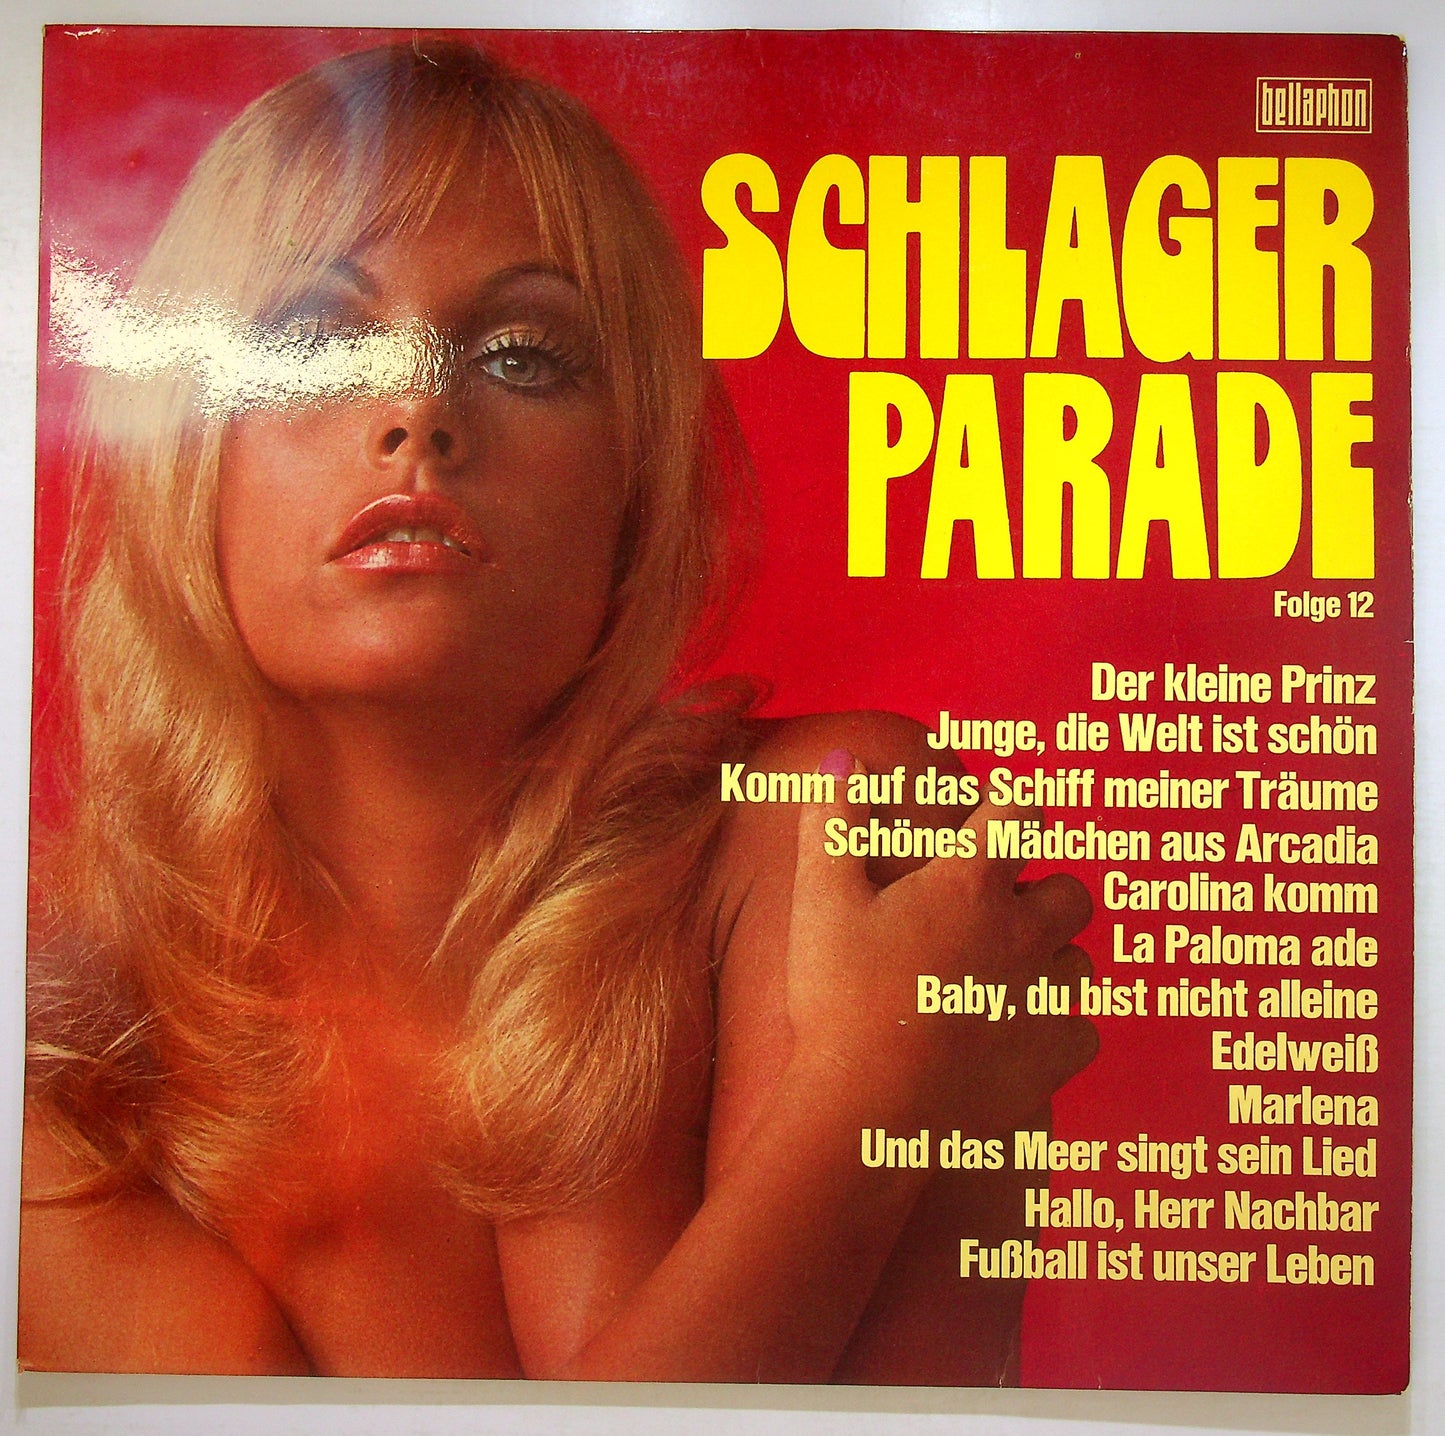 bellaphon
SCHLAGER
PARADE
Folge 12
Der kleine Prinz
Junge, die Welt ist schön
Komm auf das Schiff meiner Träume
Schönes Mädchen aus Arcadia
Carolina komm
La Paloma ade
Baby, du bist nicht alleine
Edelweiß
Marlena
Und das Meer singt sein Lied
Hallo, Herr Nachbar
Fußball ist unser Leben